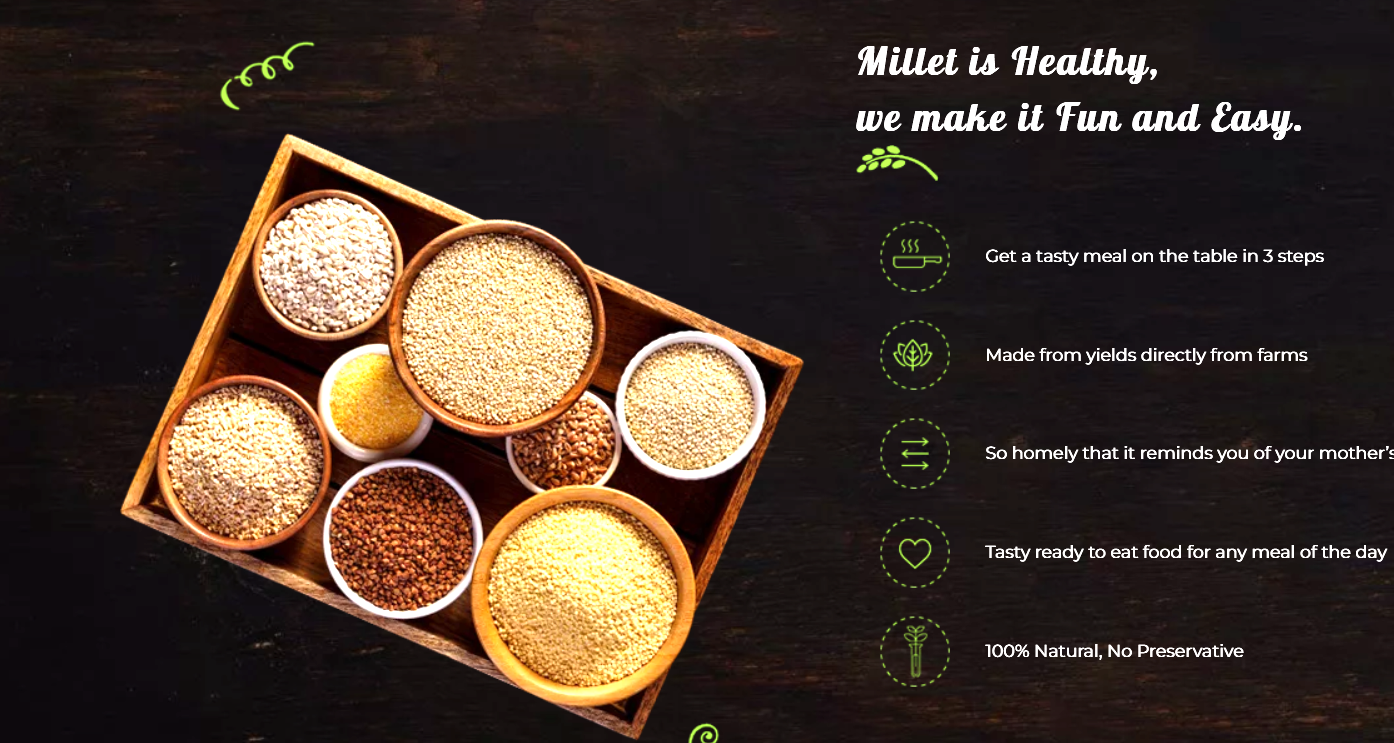 Millet is Healthy,
we make it Fun and Easy.
Get a tasty meal on the table in 3 steps
Made from yields directly from farms
So homely that it reminds you of your mother's
Tasty ready to eat food for any meal of the day
100% Natural, No Preservative